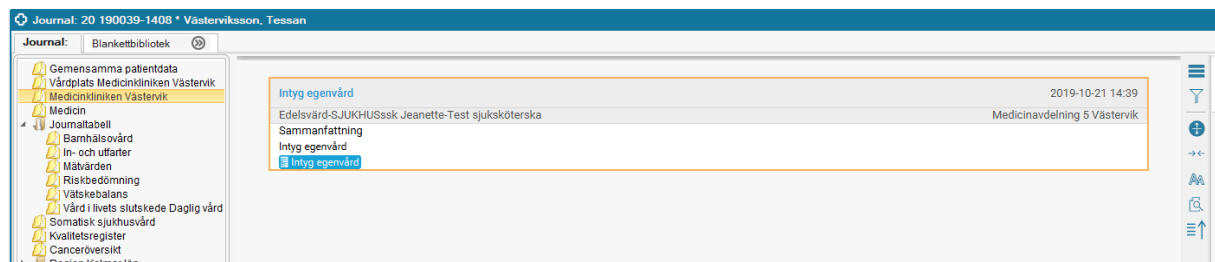 Journal: 20 190039-1408 * Västerviksson, Tessan
Journal: Blankettbibliotek
Gemensamma patientdata
Vårdplats Medicinkliniken Västervik
Medicinkliniken Västervik
Medicin
Journaltabell
Barnhälsovård
In- och utfarter
Mätvärden
Riskbedömning
Vätskebalans
Vård i livets slutskede Daglig vård
Somatisk sjukhusvård
Kvalitetsregister
Canceröversikt
Intyg egenvård 2019-10-21 14:39
Edelsvärd-SJUKHUSssk Jeanette-Test sjuksköterska Medicinavdelning 5 Västervik
Sammanfattning
Intyg egenvård
Intyg egenvård
AA